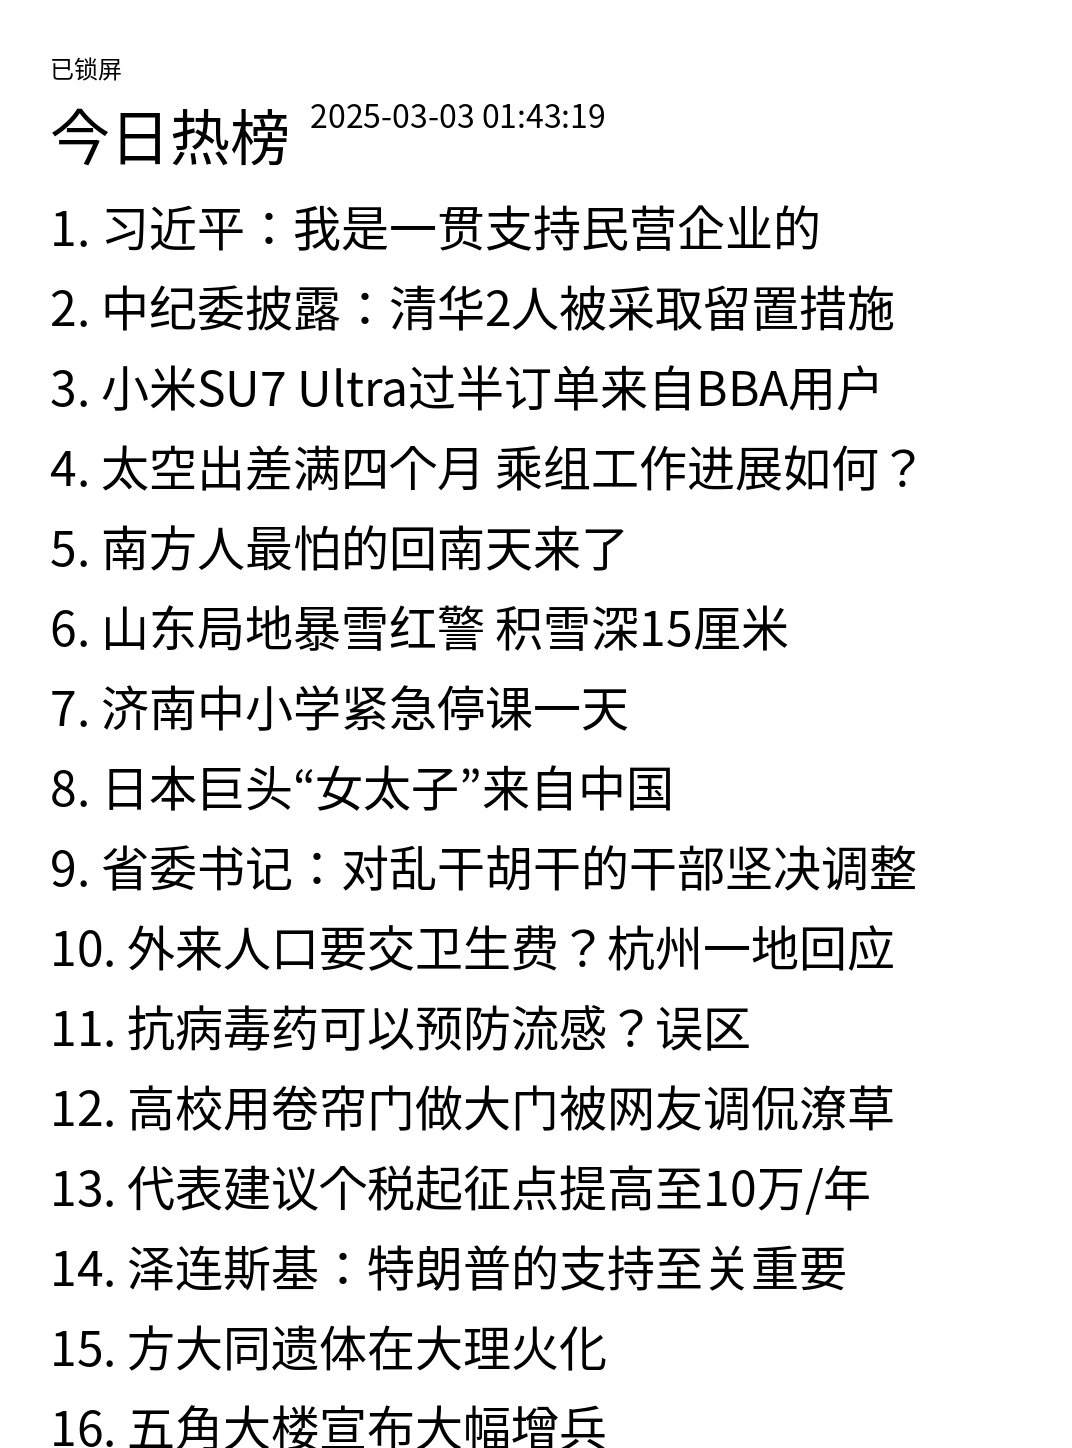 已锁屏
今日热榜 2025-03-03 01:43:19
1. 习近平：我是一贯支持民营企业的
2. 中纪委披露：清华2人被采取留置措施
3. 小米SU7 Ultra过半订单来自BBA用户
4. 太空出差满四个月 乘组工作进展如何？
5. 南方人最怕的回南天来了
6. 山东局地暴雪红警 积雪深15厘米
7. 济南中小学紧急停课一天
8. 日本巨头“女太子”来自中国
9. 省委书记：对乱干胡干的干部坚决调整
10. 外来人口要交卫生费？杭州一地回应
11. 抗病毒药可以预防流感？误区
12. 高校用卷帘门做大门被网友调侃潦草
13. 代表建议个税起征点提高至10万/年
14. 泽连斯基：特朗普的支持至关重要
15. 方大同遗体在大理火化
16. 五角大楼宣布大幅增兵